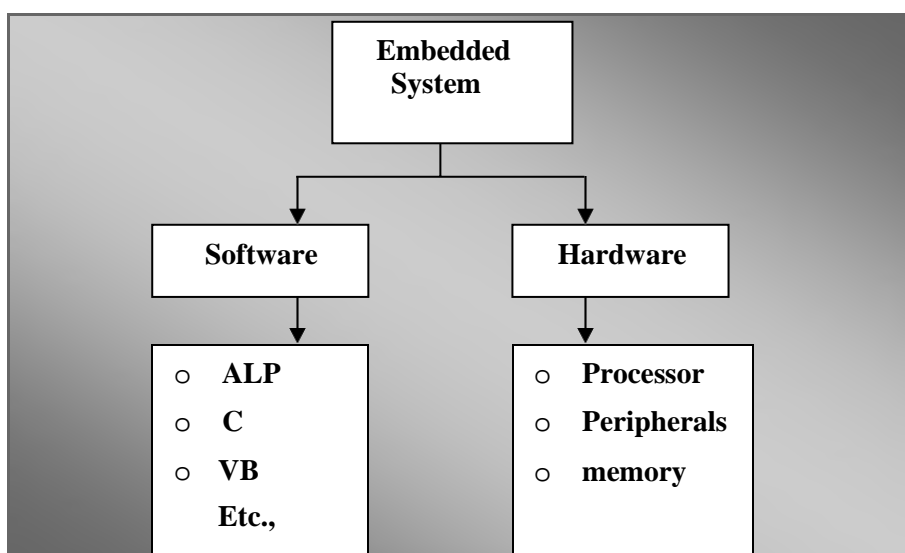 Embedded
System
Software
Hardware
o ALP
o C
o VB
Etc.,
o Processor
o Peripherals
o memory